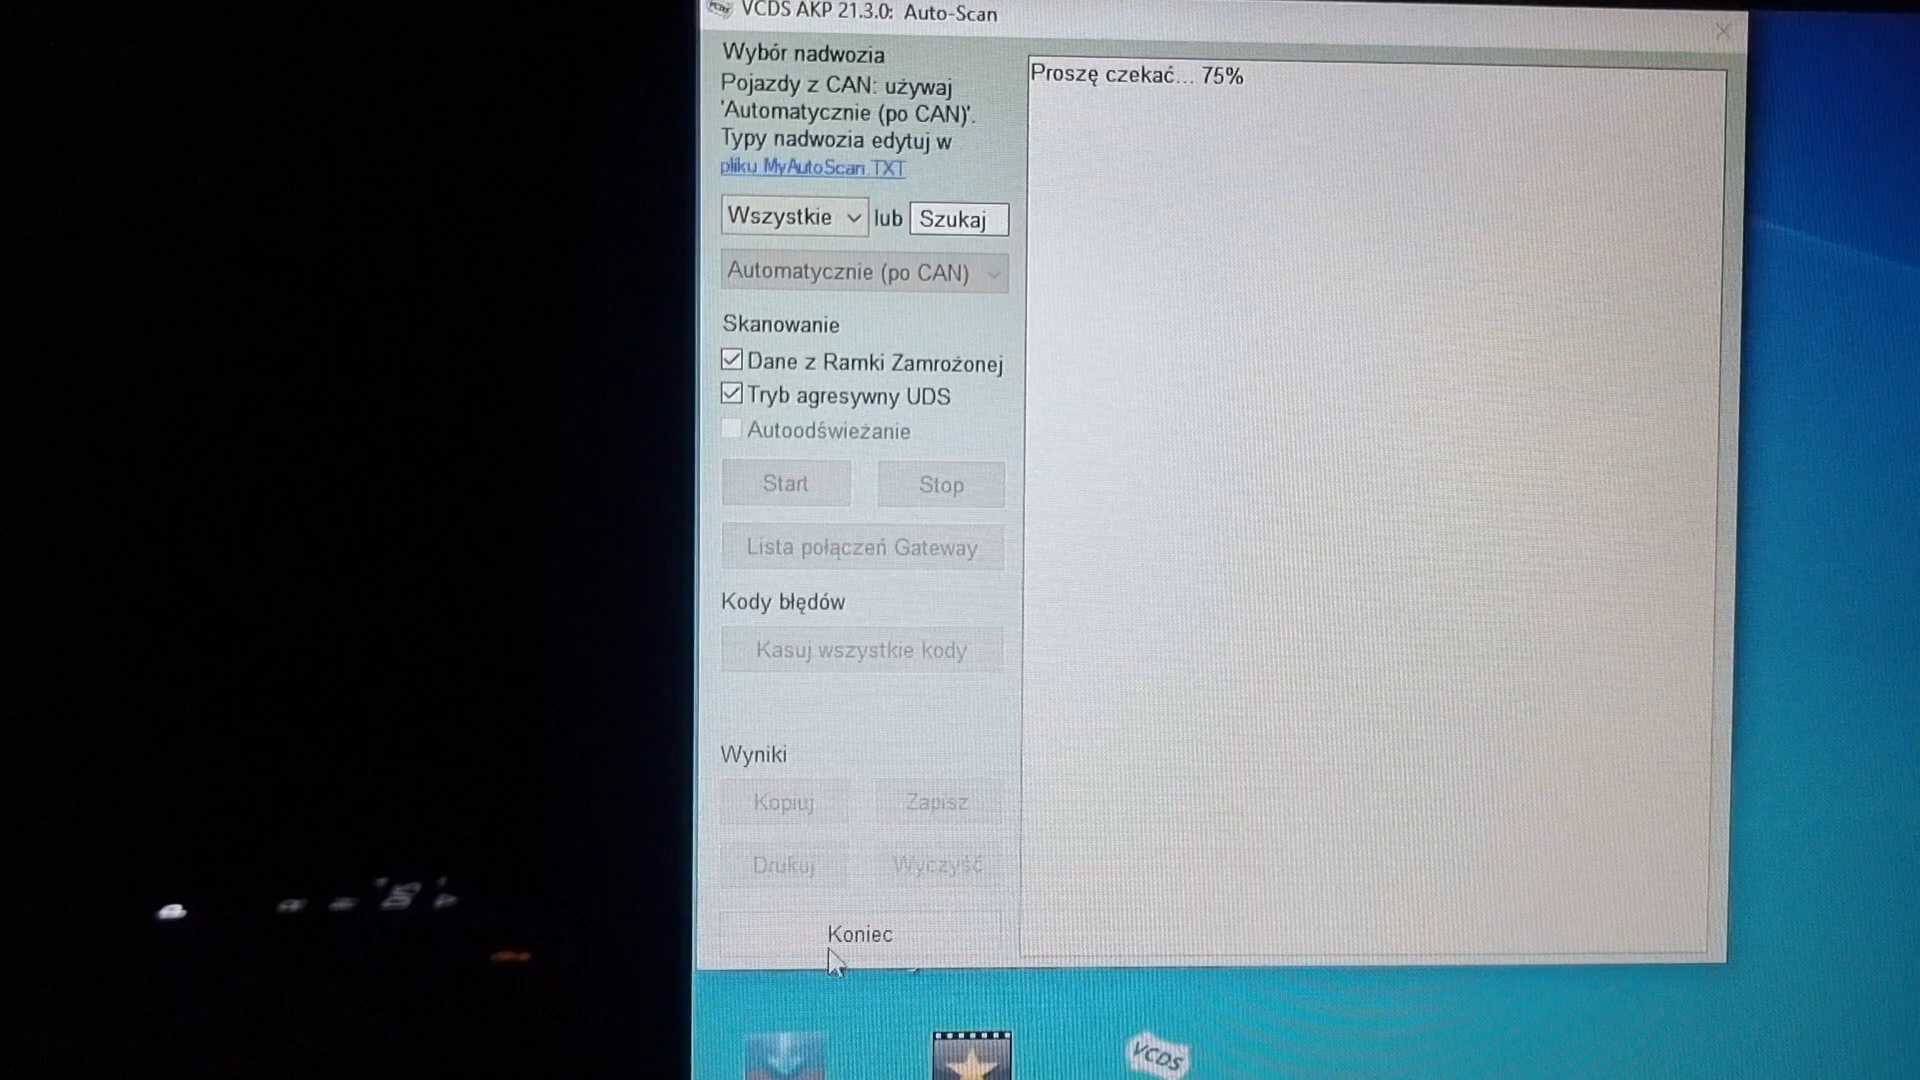 VCDS AKP 21.3.0: Auto-Scan
Wybór nadwozia
Pojazdy z CAN: używaj
'Automatycznie (po CAN)'.
Typy nadwozia edytuj w
pliku MyAutoScan.TXT
Wszystkie lub Szukaj
Automatycznie (po CAN)
Skanowanie
Dane z Ramki Zamrożonej
Tryb agresywny UDS
Autoodświeżanie
Start Stop
Lista połączeń Gateway
Kody błędów
Kasuj wszystkie kody
Wyniki
Kopiuj Zapisz
Drukuj Wyczyść
Koniec
Proszę czekać... 75%
VCDS